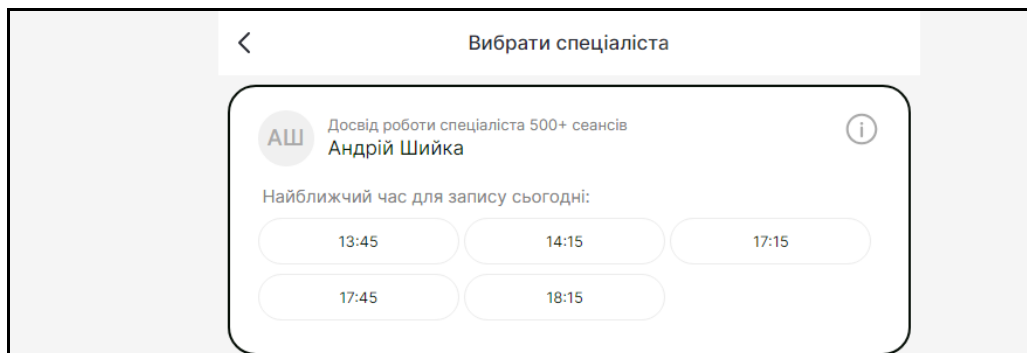 Вибрати спеціаліста
АШ
Досвід роботи спеціаліста 500+ сеансів
Андрій Шийка
Найближчий час для запису сьогодні:
13:45 14:15 17:15
17:45 18:15